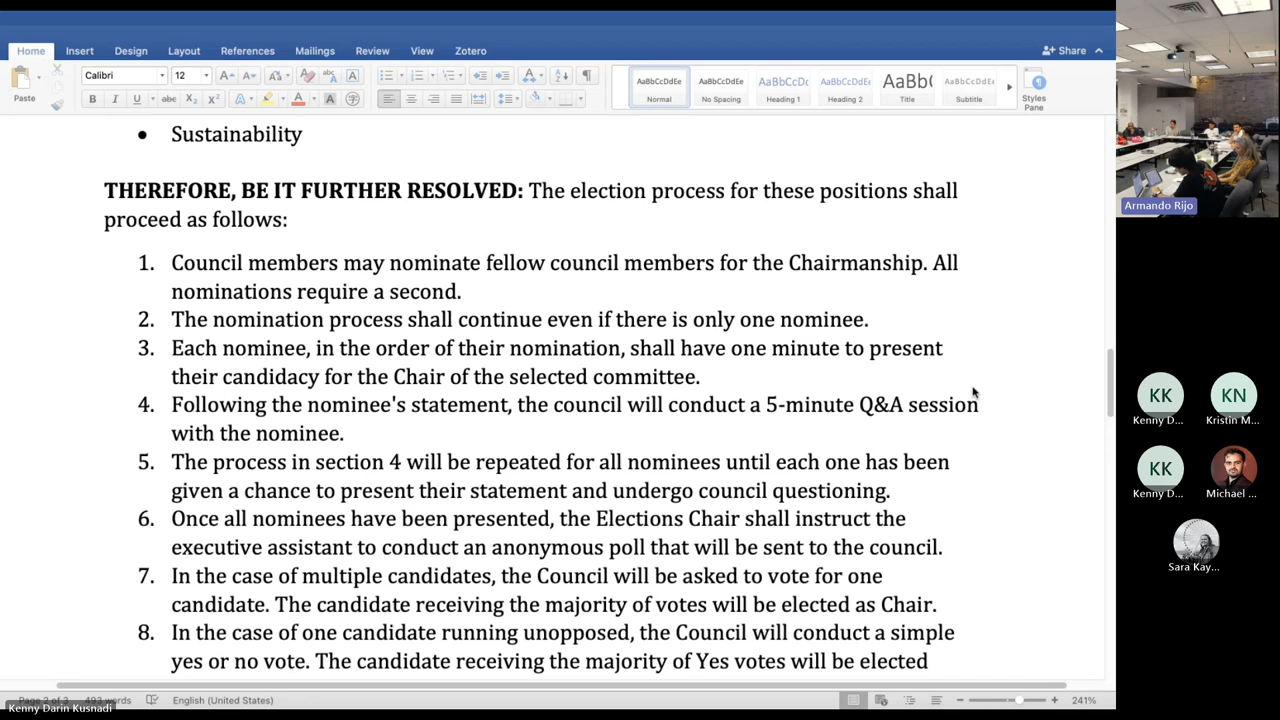 Home Insert Design Layout References Mailings Review View Zotero Share
Calibri 12
AaBbCcDdEe AaBbCcDdEe AaBbCcDc AaBbCcDdEe AaBb( AaBbCcDdEe
Paste Normal No Spacing Heading 1 Heading 2 Title Subtitle Styles Pane
• Sustainability
THEREFORE, BE IT FURTHER RESOLVED: The election process for these positions shall
proceed as follows:
1. Council members may nominate fellow council members for the Chairmanship. All
nominations require a second.
2. The nomination process shall continue even if there is only one nominee.
3. Each nominee, in the order of their nomination, shall have one minute to present
their candidacy for the Chair of the selected committee.
4. Following the nominee's statement, the council will conduct a 5-minute Q&A session
with the nominee.
5. The process in section 4 will be repeated for all nominees until each one has been
given a chance to present their statement and undergo council questioning.
6. Once all nominees have been presented, the Elections Chair shall instruct the
executive assistant to conduct an anonymous poll that will be sent to the council.
7. In the case of multiple candidates, the Council will be asked to vote for one
candidate. The candidate receiving the majority of votes will be elected as Chair.
8. In the case of one candidate running unopposed, the Council will conduct a simple
yes or no vote. The candidate receiving the majority of Yes votes will be elected
Page 2 of 3 493 words English (United States) 241%
Kenny Darin Kusnadi
Armando Rijo
KK KN
Kenny D... Kristin M...
KK
Kenny D... Michael ...
Sara Kay...